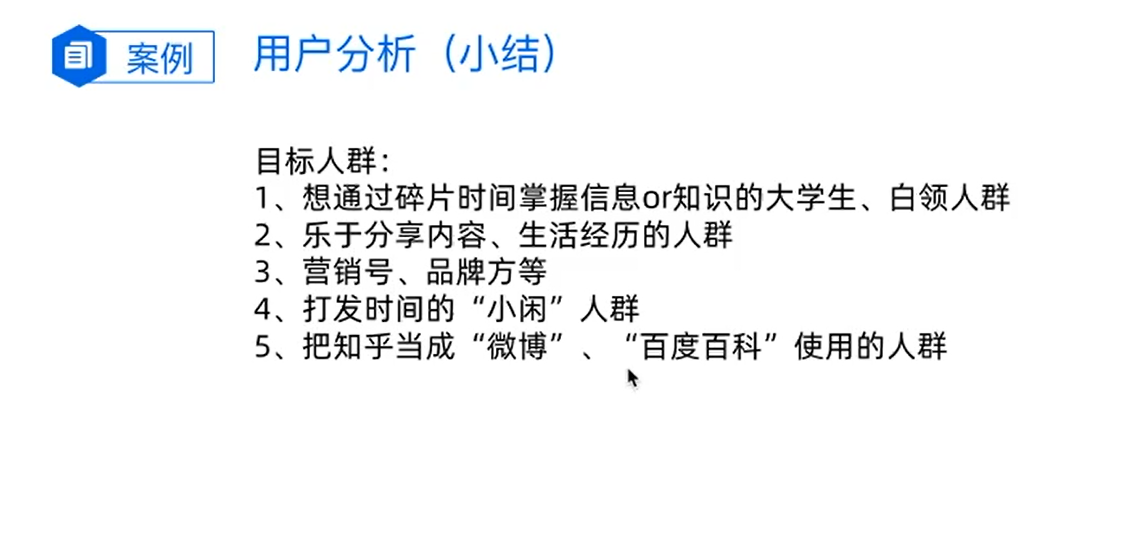 案例
用户分析（小结）
目标人群：
1、想通过碎片时间掌握信息or知识的大学生、白领人群
2、乐于分享内容、生活经历的人群
3、营销号、品牌方等
4、打发时间的“小闲”人群
5、把知乎当成“微博”、“百度百科”使用的人群